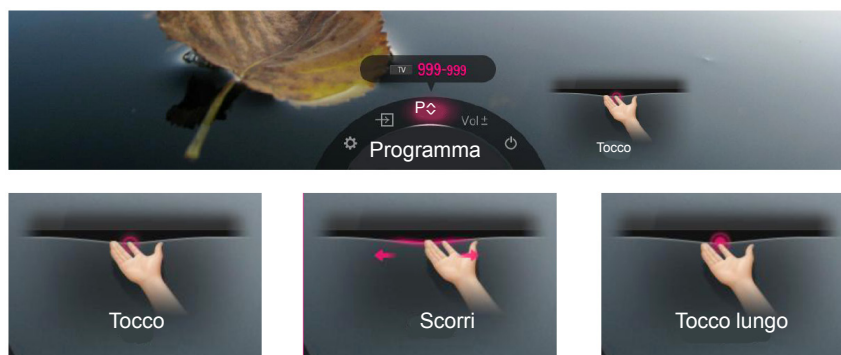 TV 999-999
P
Vol ±
Programma
Tocco
Tocco
Scorri
Tocco lungo